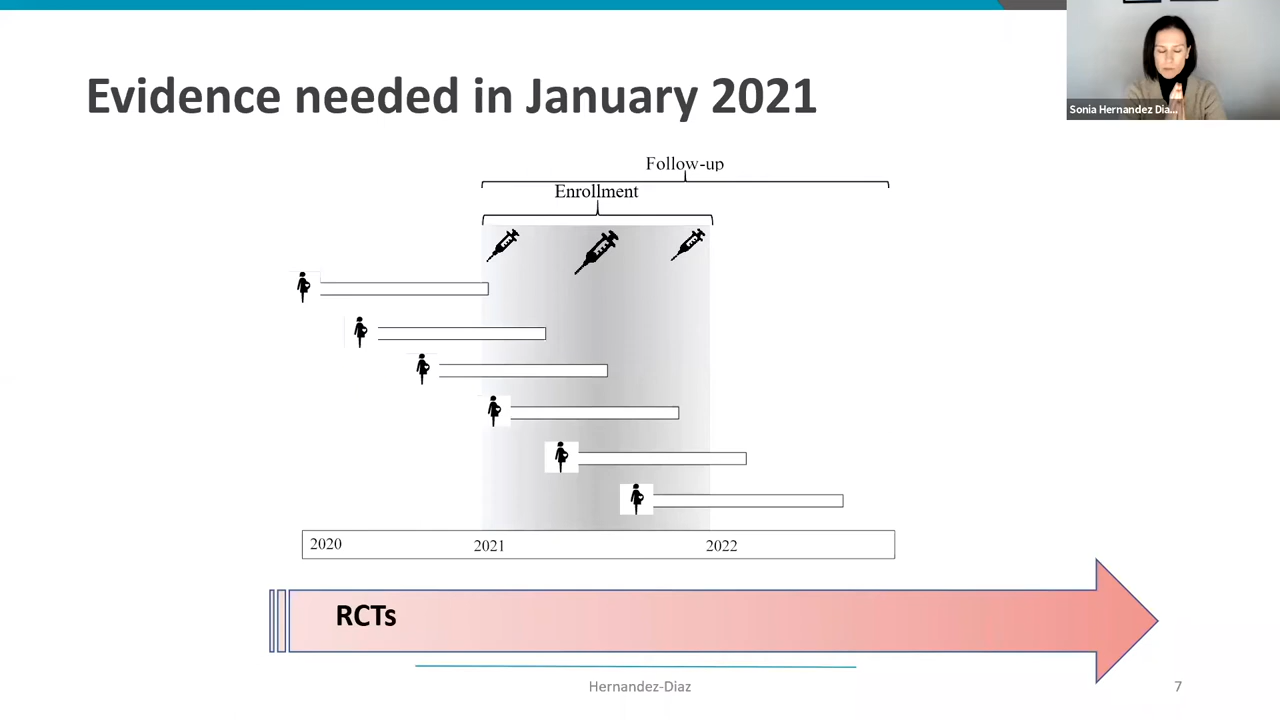 Evidence needed in January 2021
Sonia Hernandez Dia...
Follow-up
Enrollment
2020 2021 2022
RCTs
Hernandez-Diaz
7